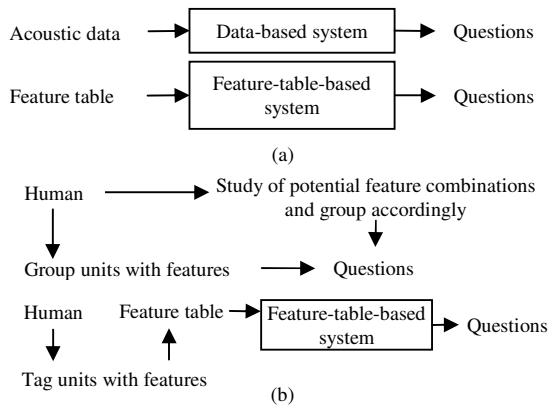 Acoustic data Data-based system Questions
Feature table Feature-table-based system Questions
(a)
Human Study of potential feature combinations and group accordingly
Group units with features Questions
Human Feature table Feature-table-based system Questions
Tag units with features
(b)